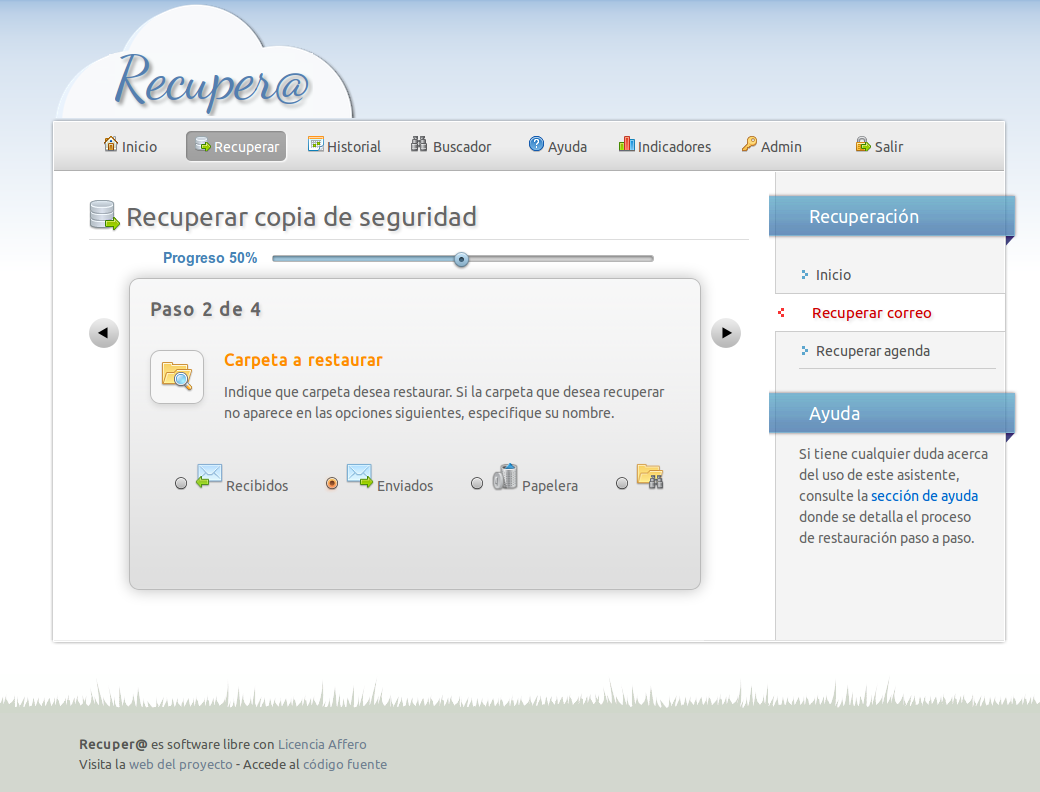 Recuper@
Inicio Recuperar Historial Buscador Ayuda Indicadores Admin Salir
Recuperar copia de seguridad
Progreso 50%
Paso 2 de 4
Carpeta a restaurar
Indique que carpeta desea restaurar. Si la carpeta que desea recuperar
no aparece en las opciones siguientes, especifique su nombre.
Recibidos Enviados Papelera
Recuperación
Inicio
Recuperar correo
Recuperar agenda
Ayuda
Si tiene cualquier duda acerca
del uso de este asistente,
consulte la sección de ayuda
donde se detalla el proceso
de restauración paso a paso.
Recuper@ es software libre con Licencia Affero
Visita la web del proyecto - Accede al código fuente